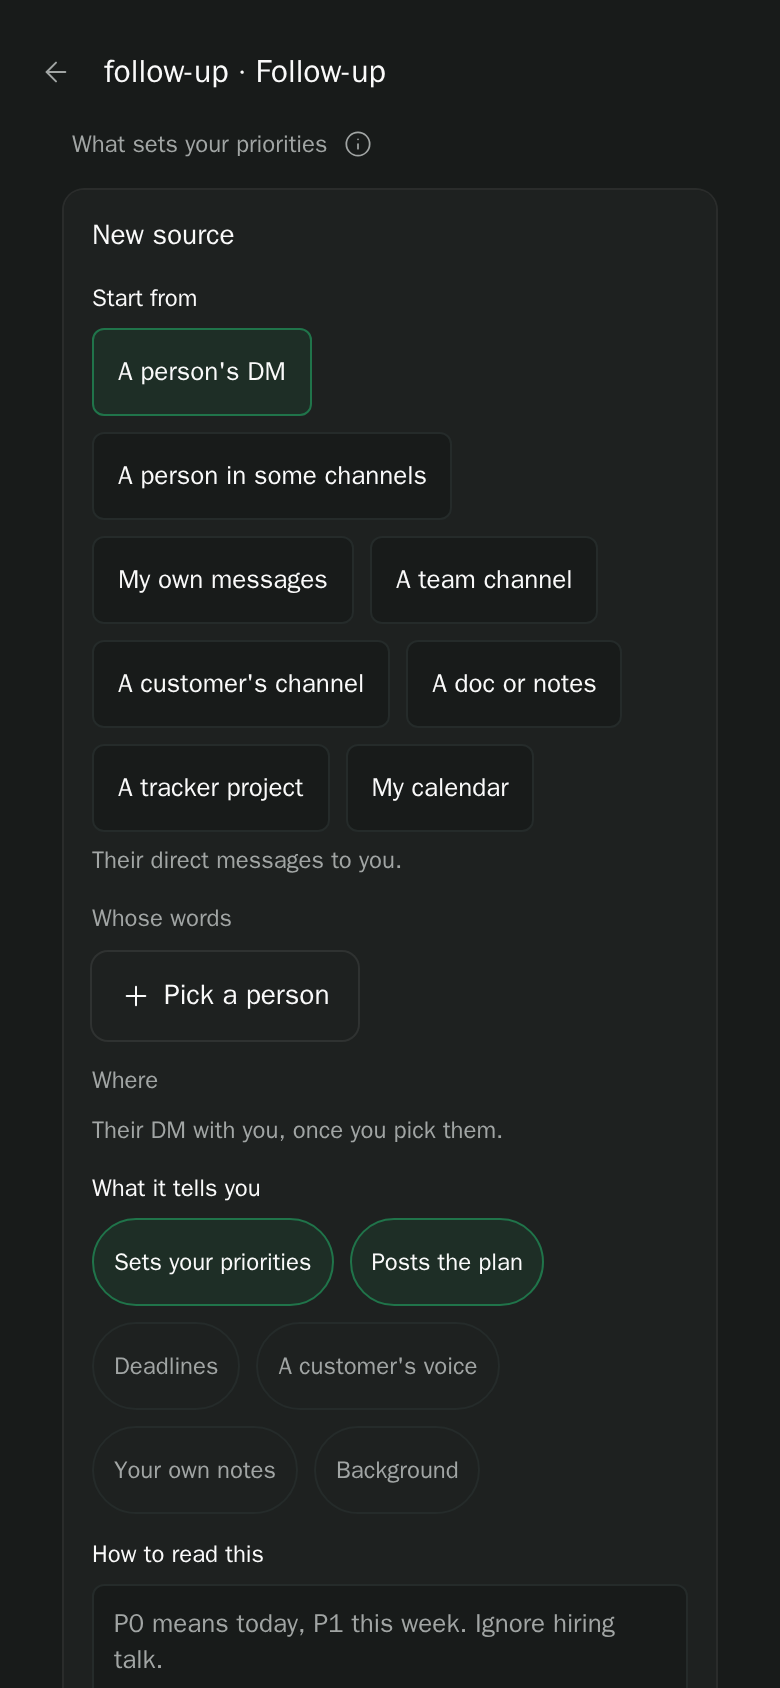 follow-up · Follow-up
What sets your priorities
New source
Start from
A person's DM
A person in some channels
My own messages
A team channel
A customer's channel
A doc or notes
A tracker project
My calendar
Their direct messages to you.
Whose words
Pick a person
Where
Their DM with you, once you pick them.
What it tells you
Sets your priorities
Posts the plan
Deadlines
A customer's voice
Your own notes
Background
How to read this
P0 means today, P1 this week. Ignore hiring
talk.